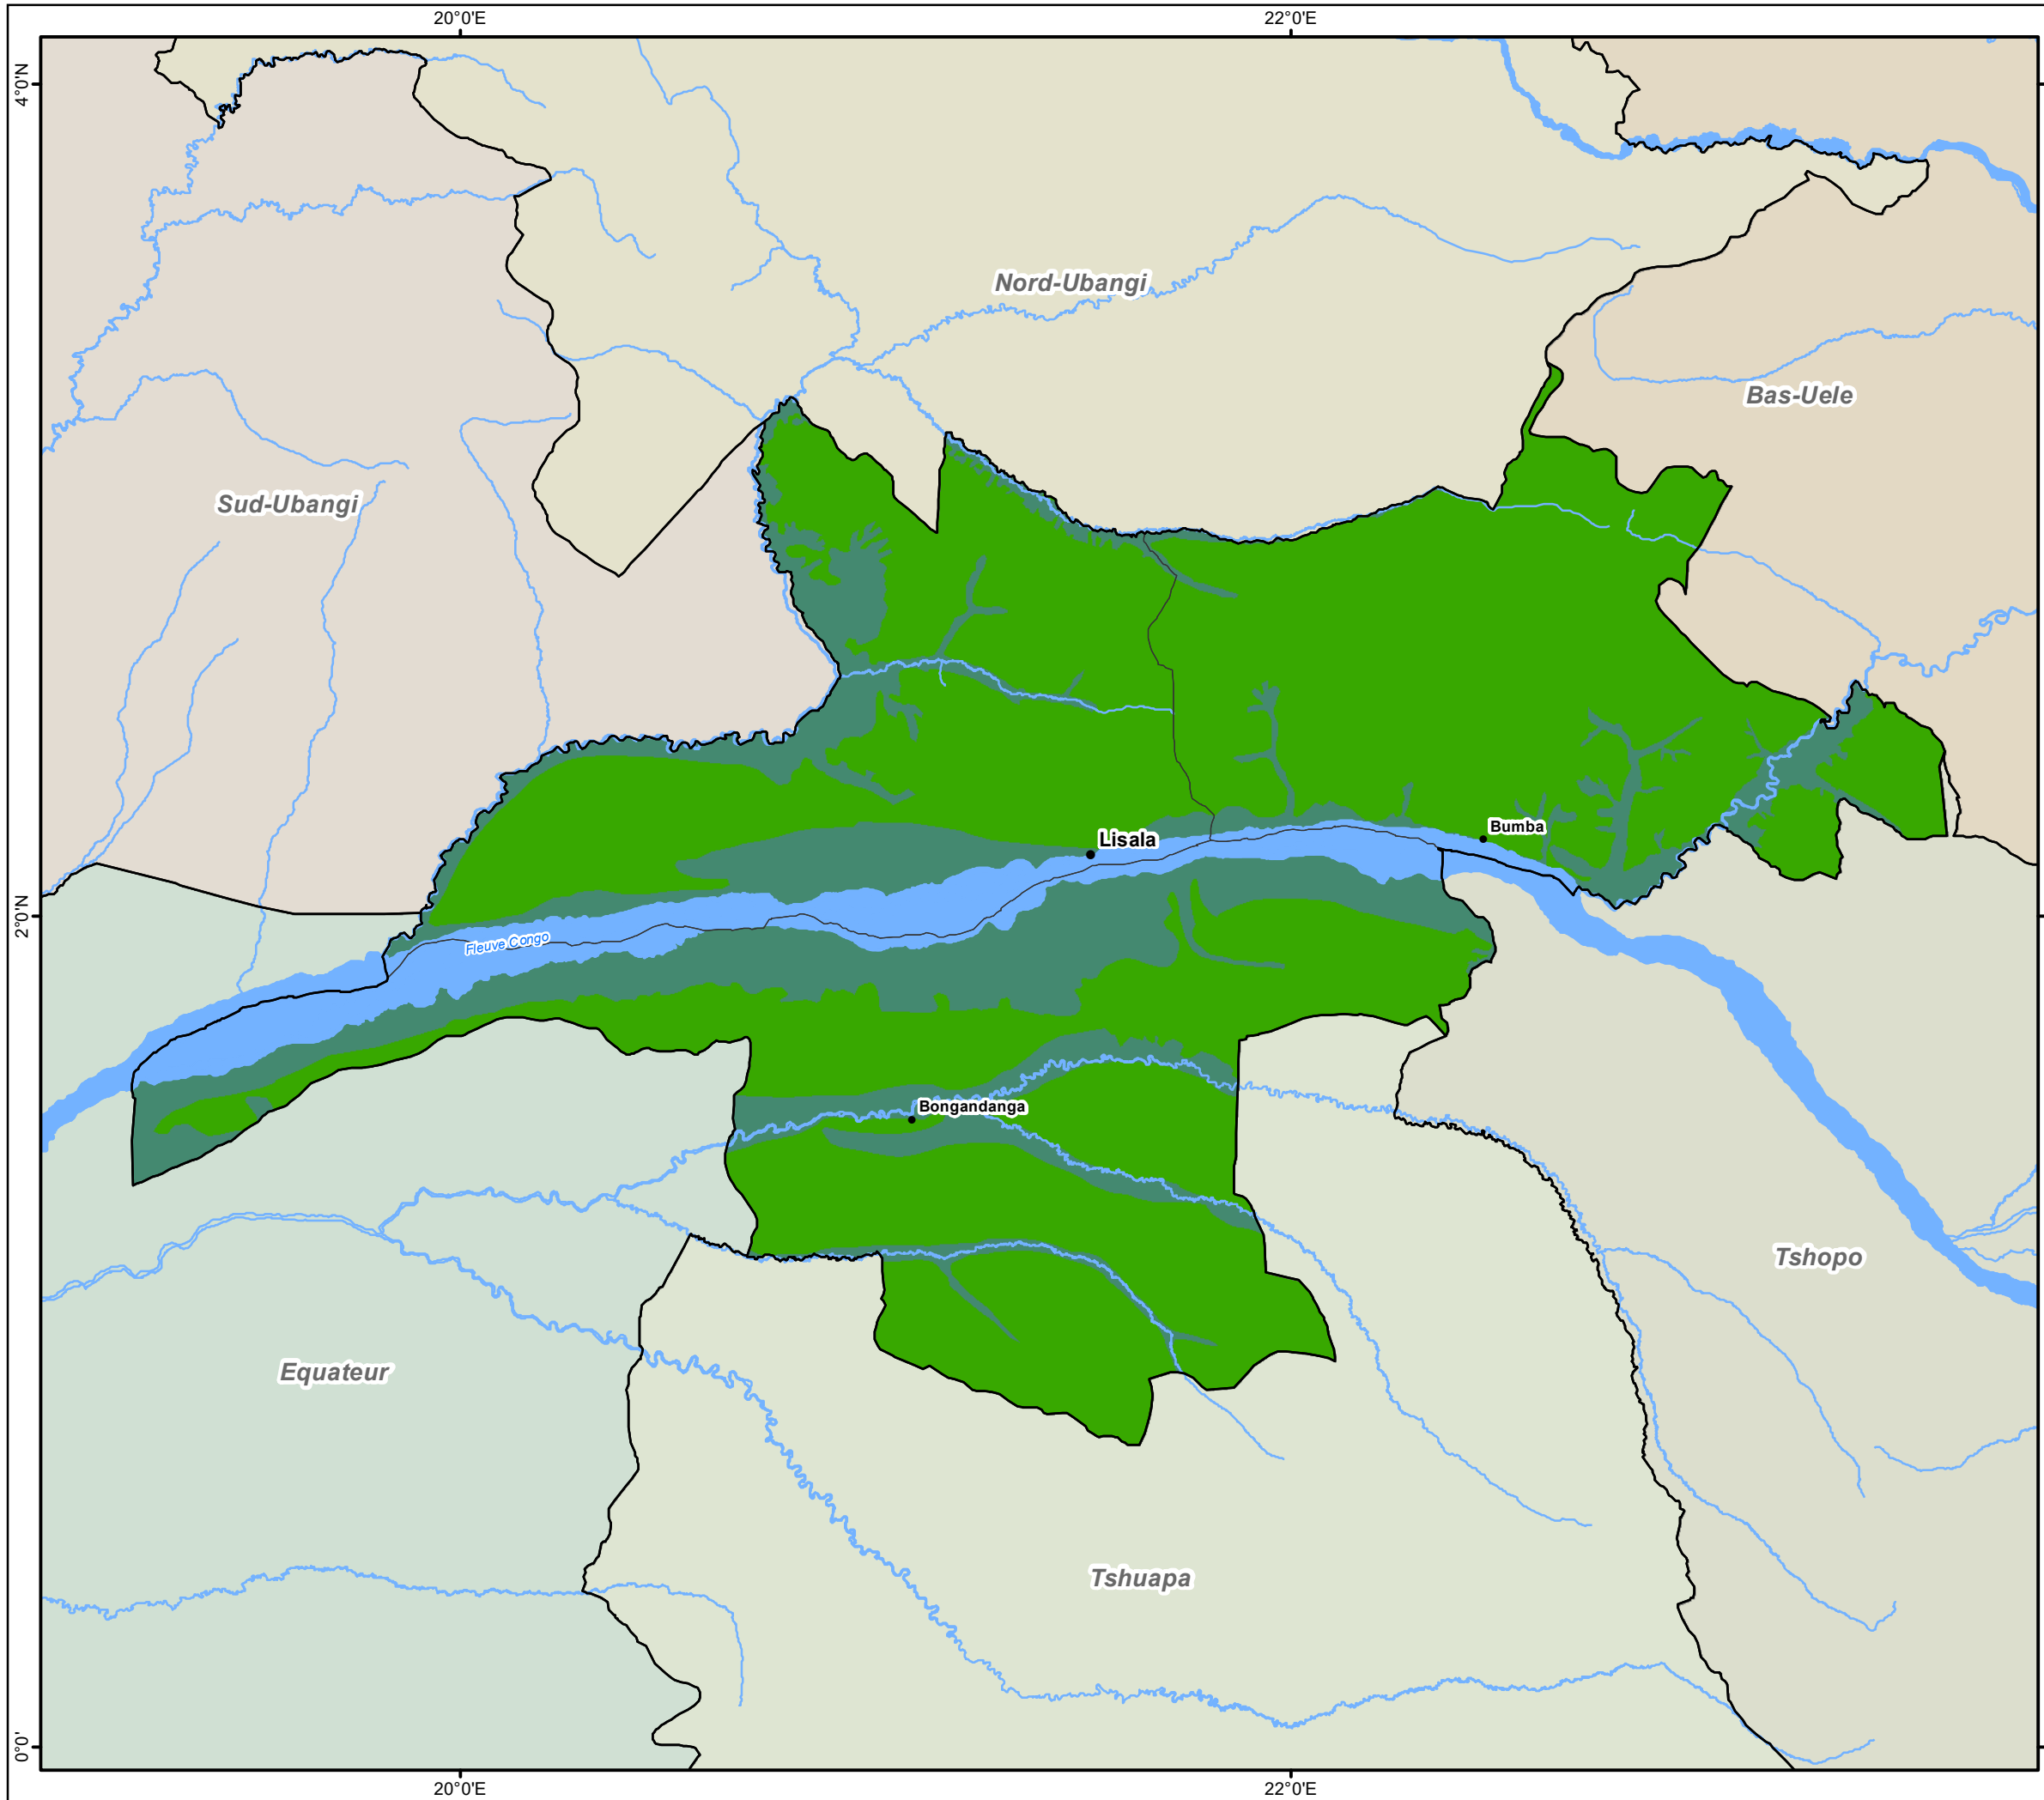 20°0'E
22°0'E
4°0'N
Nord-Ubangi
Bas-Uele
Sud-Ubangi
Bumba
Lisala
2°0'N
Fleuve Congo
Bongandanga
Tshopo
Equateur
Tshuapa
0°0'
20°0'E
22°0'E